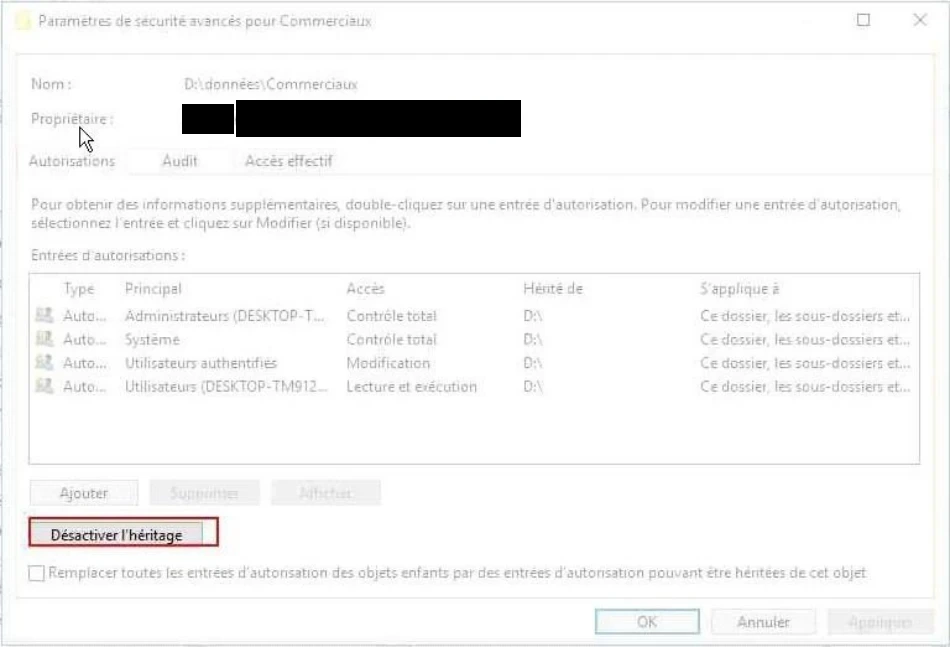 Paramètres de sécurité avancés pour Commerciaux
Nom : D:\données\Commerciaux
Propriétaire :
Autorisations Audit Accès effectif
Pour obtenir des informations supplémentaires, double-cliquez sur une entrée d'autorisation. Pour modifier une entrée d'autorisation,
sélectionnez l'entrée et cliquez sur Modifier (si disponible).
Entrées d'autorisations :
Type Principal Accès Hérité de S'applique à
Auto... Administrateurs (DESKTOP-T... Contrôle total D:\ Ce dossier, les sous-dossiers et...
Auto... Système Contrôle total D:\ Ce dossier, les sous-dossiers et...
Auto... Utilisateurs authentifiés Modification D:\ Ce dossier, les sous-dossiers et...
Auto... Utilisateurs (DESKTOP-TM912... Lecture et exécution D:\ Ce dossier, les sous-dossiers et...
Ajouter Supprimer Afficher
Désactiver l'héritage
Remplacer toutes les entrées d'autorisation des objets enfants par des entrées d'autorisation pouvant être héritées de cet objet
OK Annuler Appliquer